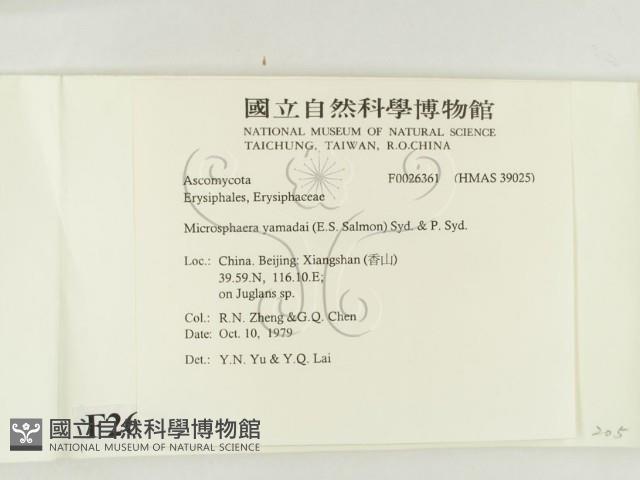 國立自然科學博物館
NATIONAL MUSEUM OF NATURAL SCIENCE
TAICHUNG, TAIWAN, R.O.CHINA
Ascomycota F0026361 (HMAS 39025)
Erysiphales, Erysiphaceae
Microsphaera yamadai (E.S. Salmon) Syd. & P. Syd.
Loc.: China. Beijing: Xiangshan (香山)
39.59.N, 116.10.E;
on Juglans sp.
Col.: R.N. Zheng &G.Q. Chen
Date: Oct. 10, 1979
Det.: Y.N. Yu & Y.Q. Lai
F26
國立自然科學博物館
NATIONAL MUSEUM OF NATURAL SCIENCE
205